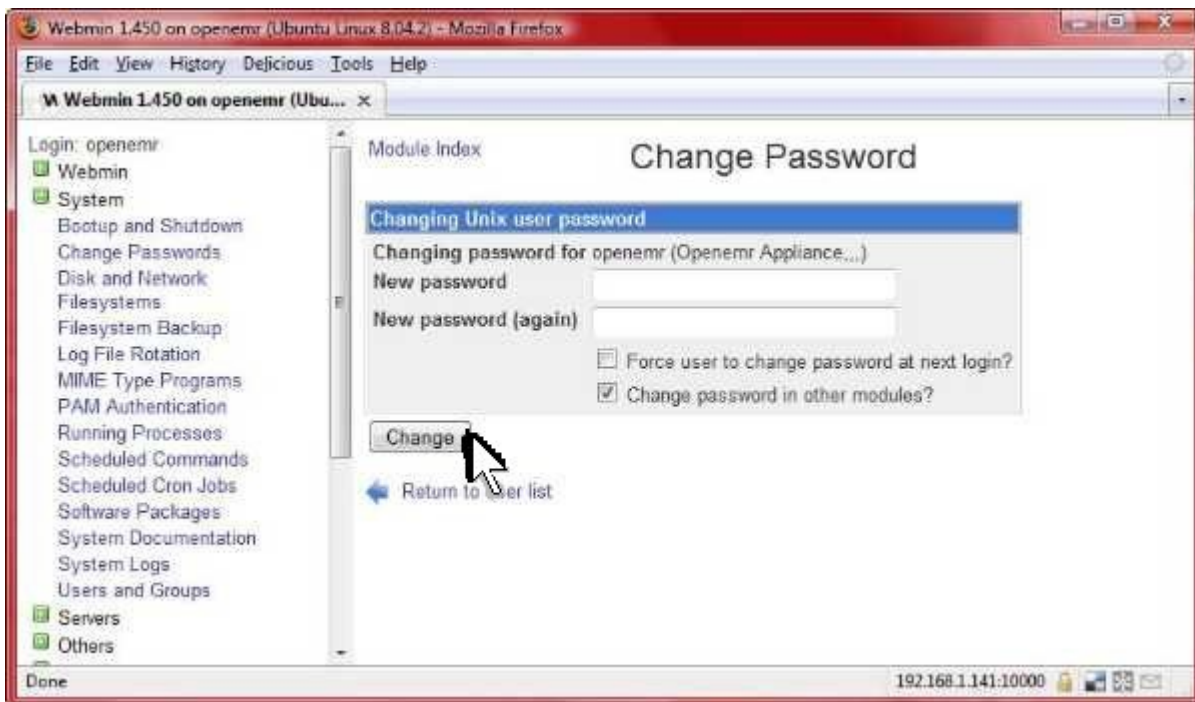 Webmin 1.450 on openemr (Ubuntu Linux 8.04.2) - Mozilla Firefox
File Edit View History Delicious Tools Help
Webmin 1.450 on openemr (Ubu...
Login: openemr
Webmin
System
Bootup and Shutdown
Change Passwords
Disk and Network
Filesystems
Filesystem Backup
Log File Rotation
MIME Type Programs
PAM Authentication
Running Processes
Scheduled Commands
Scheduled Cron Jobs
Software Packages
System Documentation
System Logs
Users and Groups
Servers
Others
Module Index
Change Password
Changing Unix user password
Changing password for openemr (Openemr Appliance,,,)
New password
New password (again)
Force user to change password at next login?
Change password in other modules?
Change
Return to user list
Done
192.168.1.141:10000